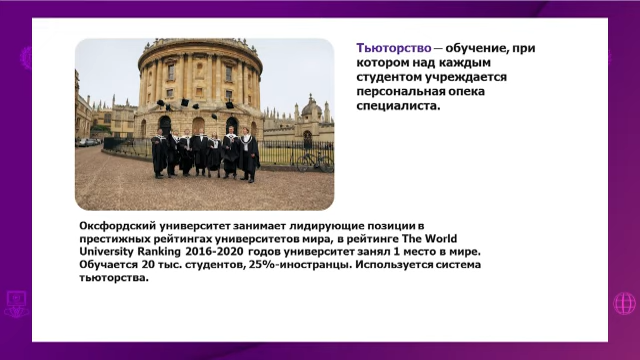 Тьюторство — обучение, при
котором над каждым
студентом учреждается
персональная опека
специалиста.
Оксфордский университет занимает лидирующие позиции в
престижных рейтингах университетов мира, в рейтинге The World
University Ranking 2016-2020 годов университет занял 1 место в мире.
Обучается 20 тыс. студентов, 25%-иностранцы. Используется система
тьюторства.